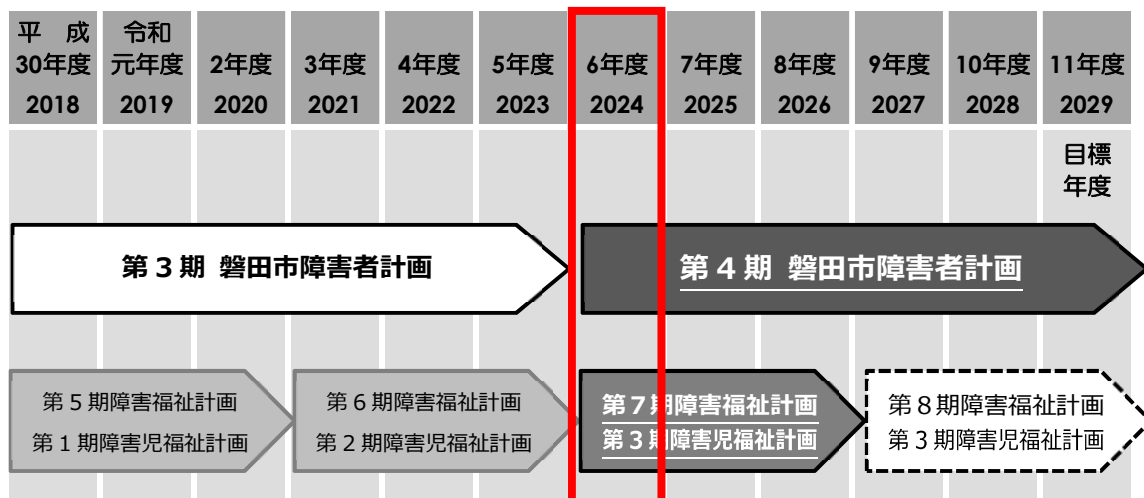 平 成 令和
30年度 元年度 2年度 3年度 4年度 5年度 6年度 7年度 8年度 9年度 10年度 11年度
2018 2019 2020 2021 2022 2023 2024 2025 2026 2027 2028 2029
目標
年度
第3期 磐田市障害者計画 第4期 磐田市障害者計画
第5期障害福祉計画 第6期障害福祉計画 第7期障害福祉計画 第8期障害福祉計画
第1期障害児福祉計画 第2期障害児福祉計画 第3期障害児福祉計画 第3期障害児福祉計画